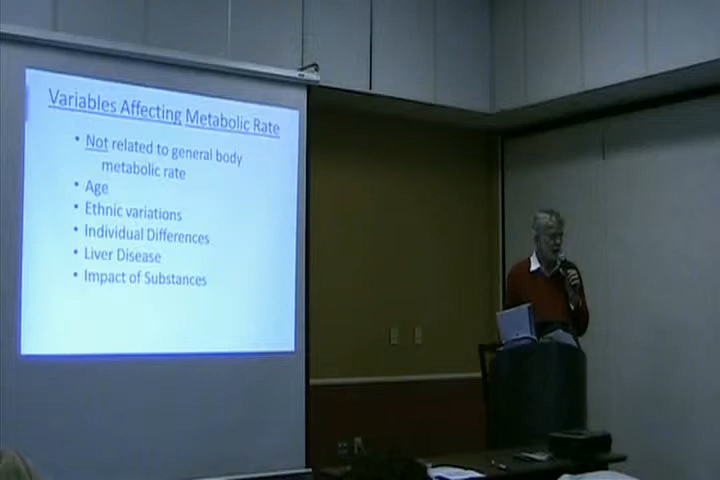 Variables Affecting Metabolic Rate
• Not related to general body
metabolic rate
• Age
• Ethnic variations
• Individual Differences
• Liver Disease
• Impact of Substances